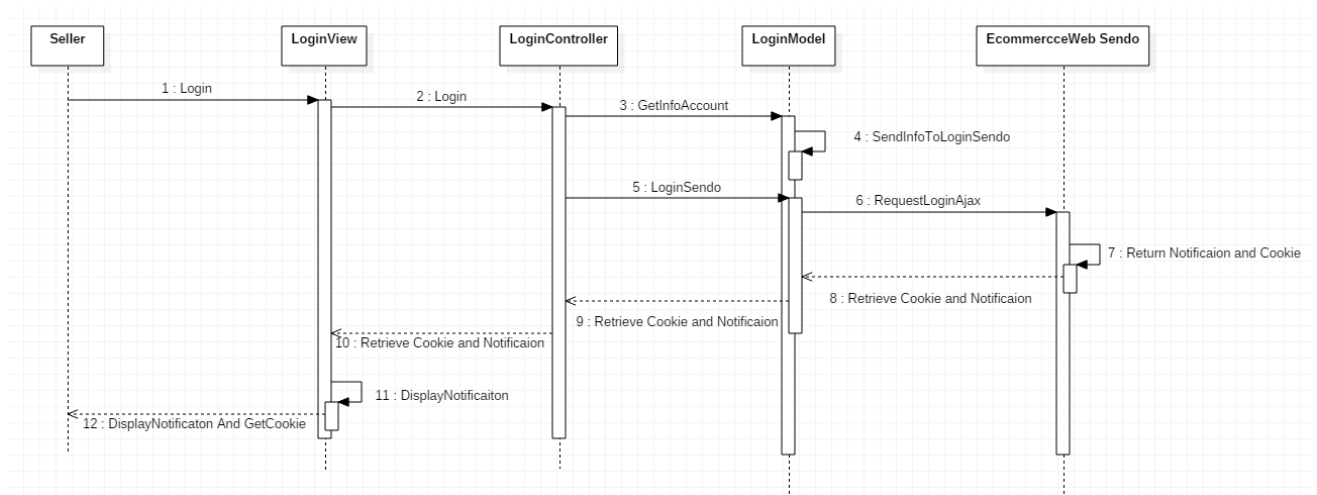 Seller
LoginView
LoginController
LoginModel
EcommercceWeb Sendo
1 : Login
2 : Login
3 : GetInfoAccount
4 : SendInfoToLoginSendo
5 : LoginSendo
6 : RequestLoginAjax
7 : Return Notificaion and Cookie
8 : Retrieve Cookie and Notificaion
9 : Retrieve Cookie and Notificaion
10 : Retrieve Cookie and Notificaion
11 : DisplayNotificaiton
12 : DisplayNotificaton And GetCookie